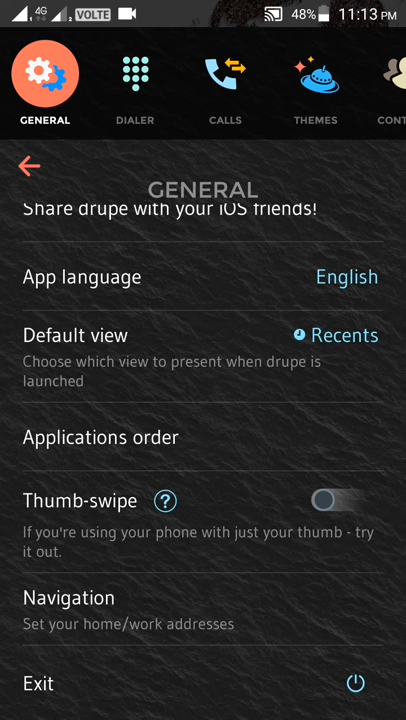 4G VOLTE 48% 11:13 PM
GENERAL DIALER CALLS THEMES CONT
GENERAL
Share drupe with your iOS friends!
App language English
Default view Recents
Choose which view to present when drupe is
launched
Applications order
Thumb-swipe ?
If you're using your phone with just your thumb - try
it out.
Navigation
Set your home/work addresses
Exit